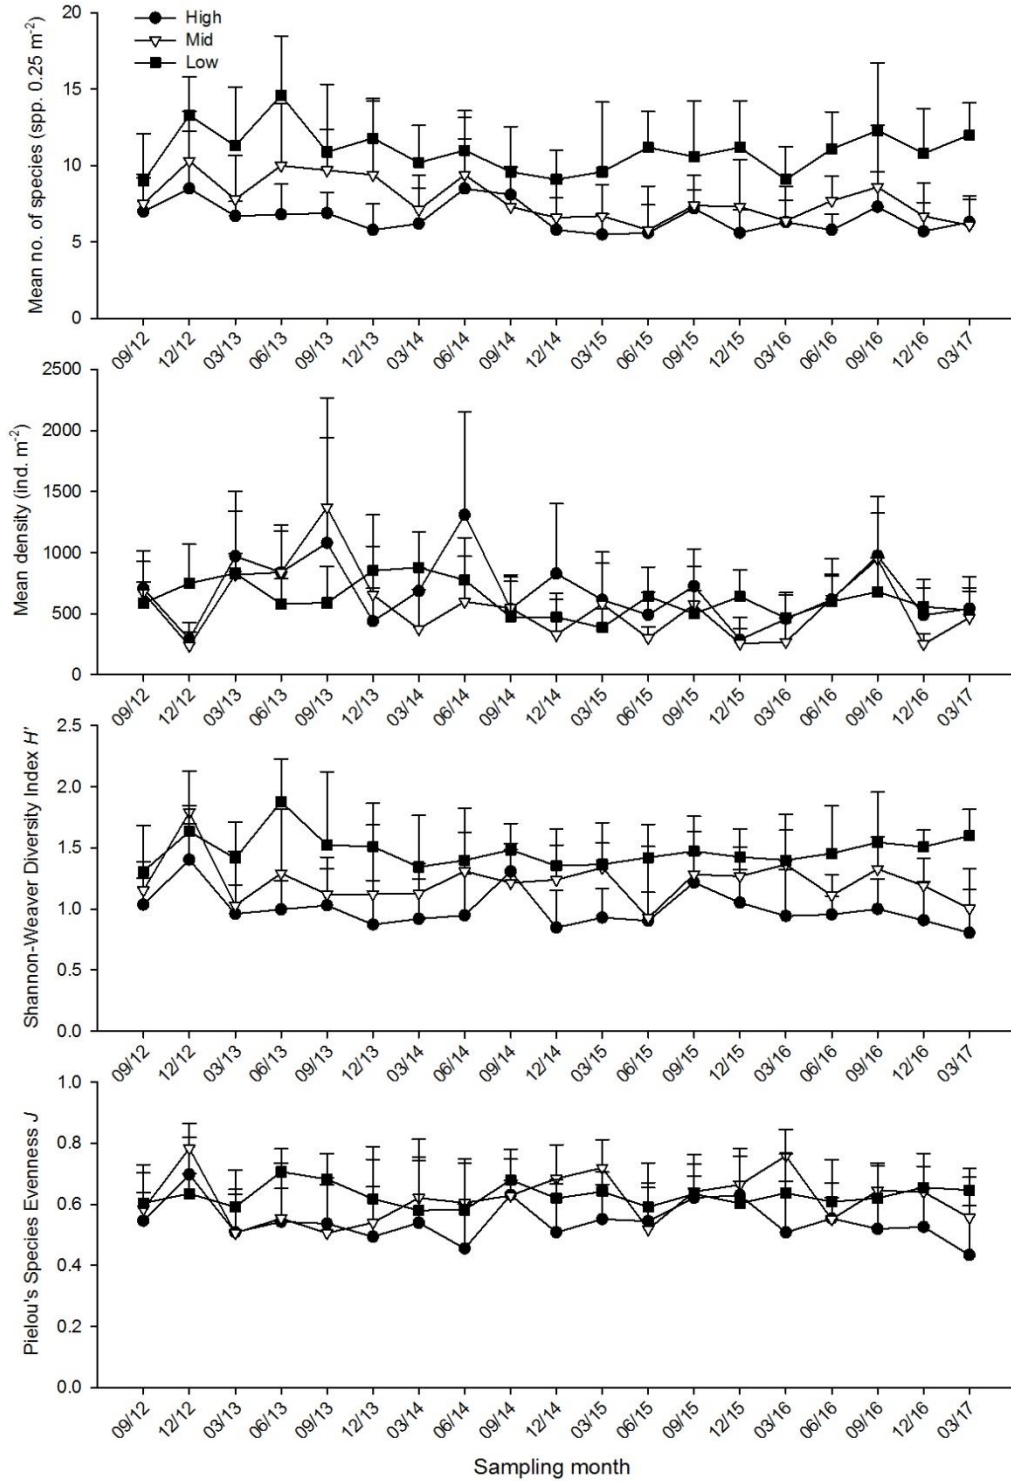 High
Mid
Low
Mean no. of species (spp. 0.25 m⁻²)
20
15
10
5
0
09/12 12/12 03/13 06/13 09/13 12/13 03/14 06/14 09/14 12/14 03/15 06/15 09/15 12/15 03/16 06/16 09/16 12/16 03/17
Mean density (ind. m⁻²)
2500
2000
1500
1000
500
0
09/12 12/12 03/13 06/13 09/13 12/13 03/14 06/14 09/14 12/14 03/15 06/15 09/15 12/15 03/16 06/16 09/16 12/16 03/17
Shannon-Weaver Diversity Index H'
2.5
2.0
1.5
1.0
0.5
0.0
09/12 12/12 03/13 06/13 09/13 12/13 03/14 06/14 09/14 12/14 03/15 06/15 09/15 12/15 03/16 06/16 09/16 12/16 03/17
Pielou's Species Evenness J
1.0
0.8
0.6
0.4
0.2
0.0
09/12 12/12 03/13 06/13 09/13 12/13 03/14 06/14 09/14 12/14 03/15 06/15 09/15 12/15 03/16 06/16 09/16 12/16 03/17
Sampling month